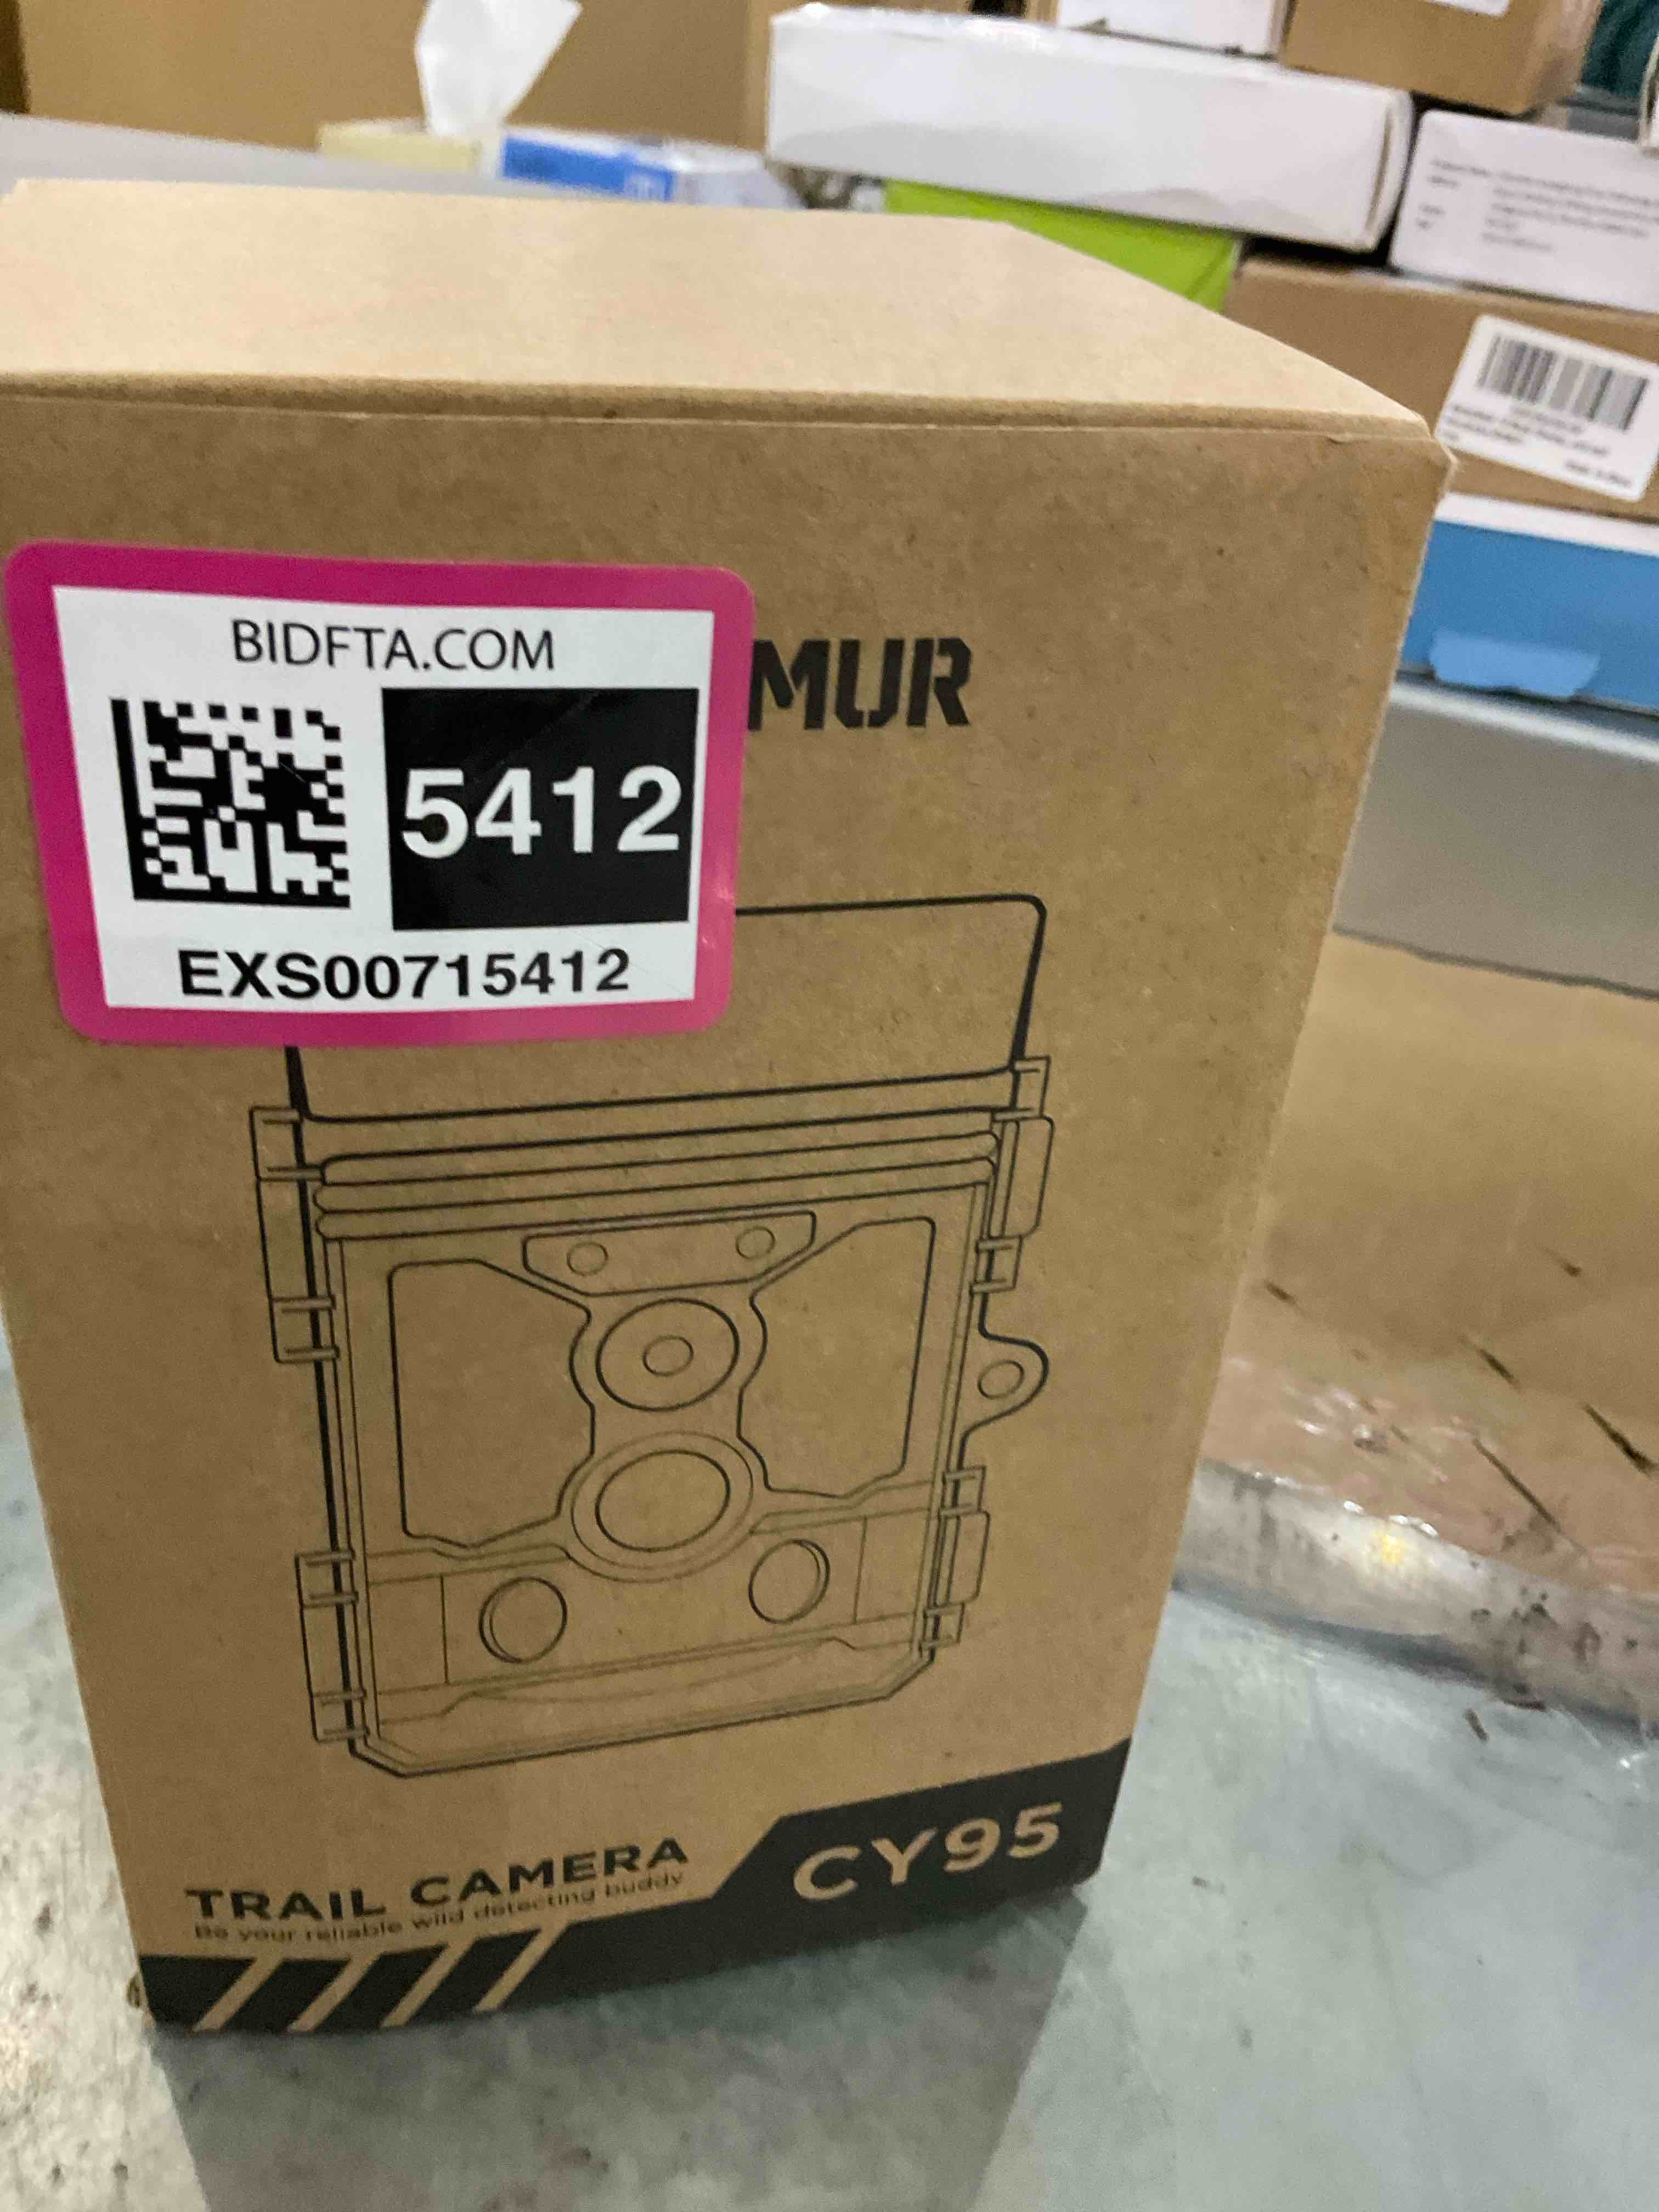 BIDFTA.COM
5412
EXS00715412
MUR
TRAIL CAMERA
Be your reliable wild detecting buddy
CY95